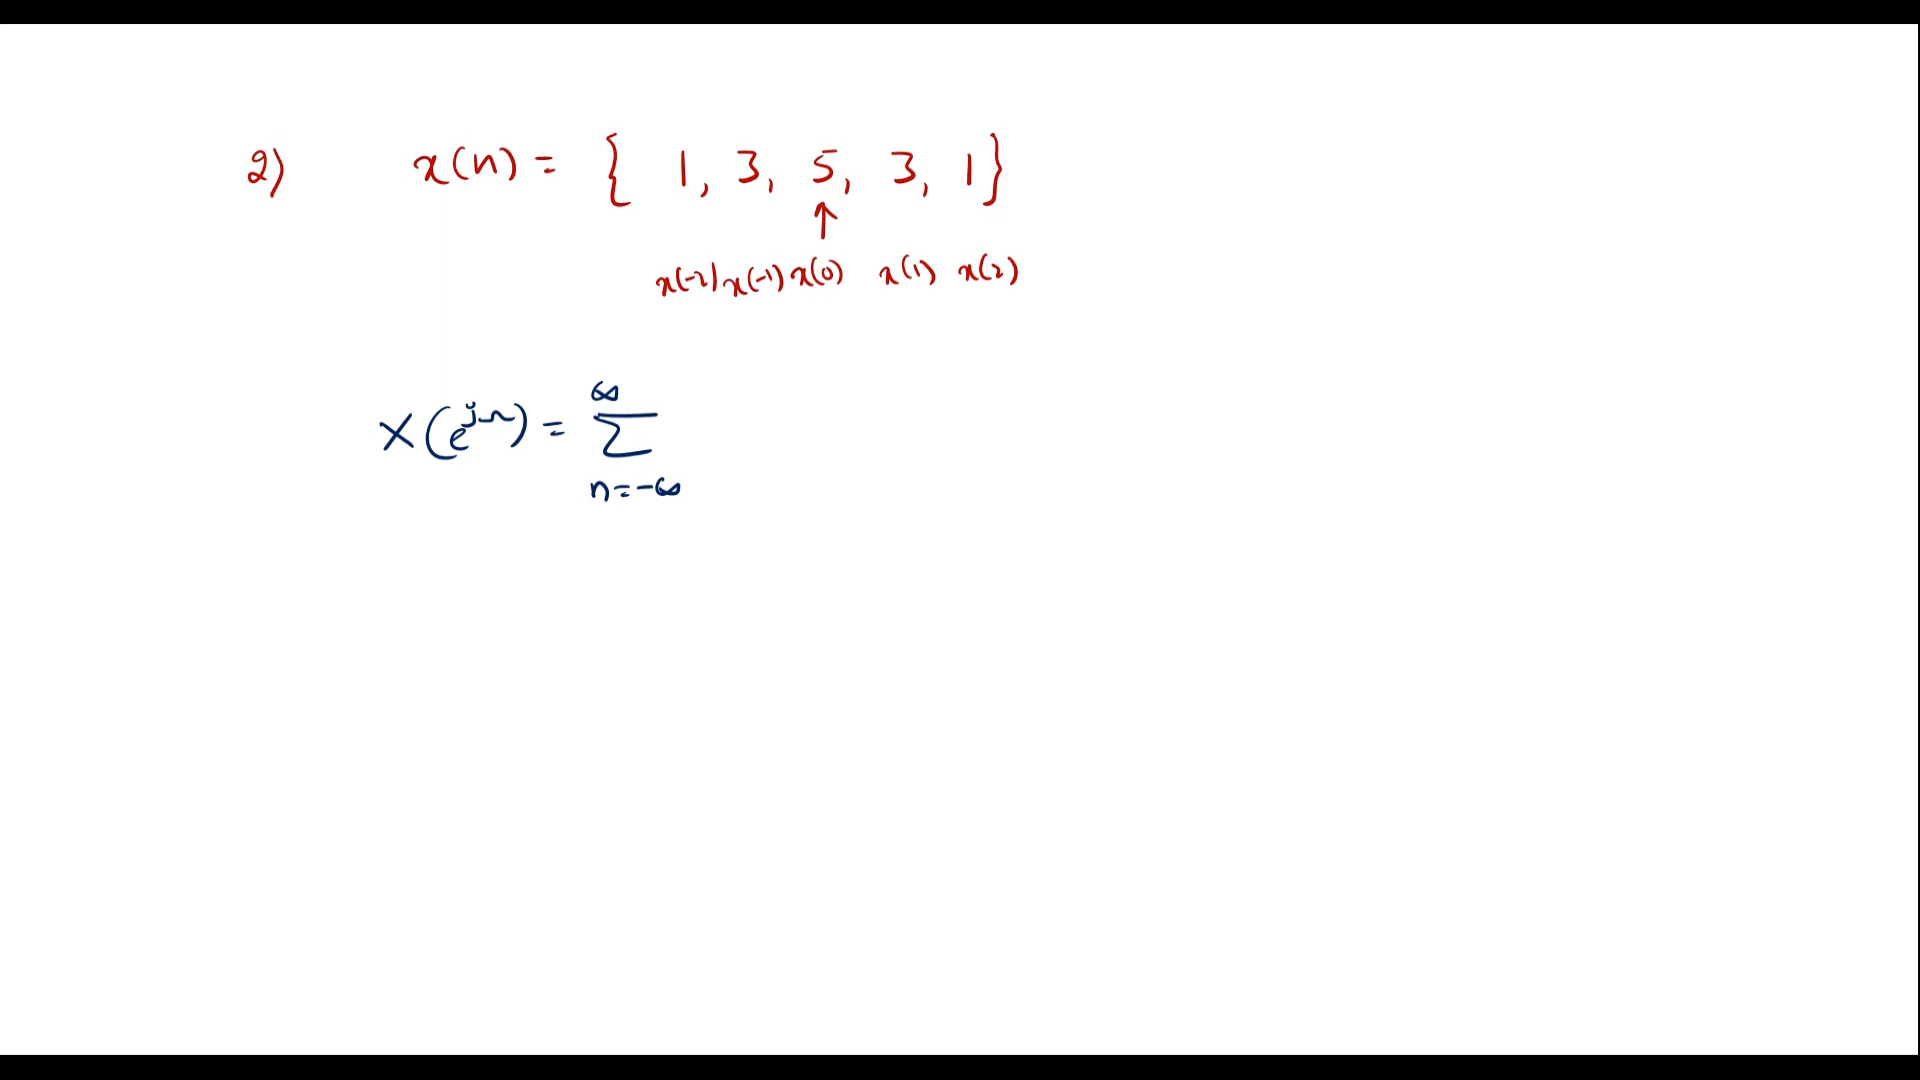 2) x(n) = { 1, 3, 5, 3, 1}
↑
x(-2) x(-1) x(0) x(1) x(2)
∞
X(e^jΩ) = Σ
n=-∞